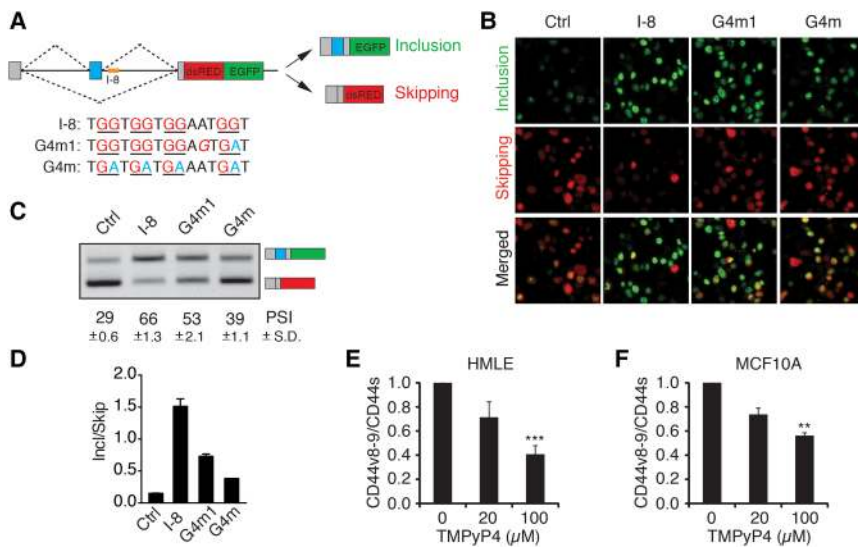 A
I-8
dsRED
EGFP
EGFP
Inclusion
dsRED
Skipping
I-8: TGGTGGTGGAATGGT
G4m1: TGGTGGTGGAGTGAT
G4m: TGATGATGAAATGAT
B
Ctrl I-8 G4m1 G4m
Inclusion
Skipping
Merged
C
Ctrl I-8 G4m1 G4m
29 66 53 39 PSI
±0.6 ±1.3 ±2.1 ±1.1 ± S.D.
D
Incl/Skip
2.0
1.5
1.0
0.5
0.0
Ctrl I-8 G4m1 G4m
E
HMLE
CD44v8-9/CD44s
1.0
0.8
0.6
0.4
0.2
0.0
***
0 20 100
TMPyP4 (µM)
F
MCF10A
CD44v8-9/CD44s
1.0
0.8
0.6
0.4
0.2
0.0
**
0 20 100
TMPyP4 (µM)